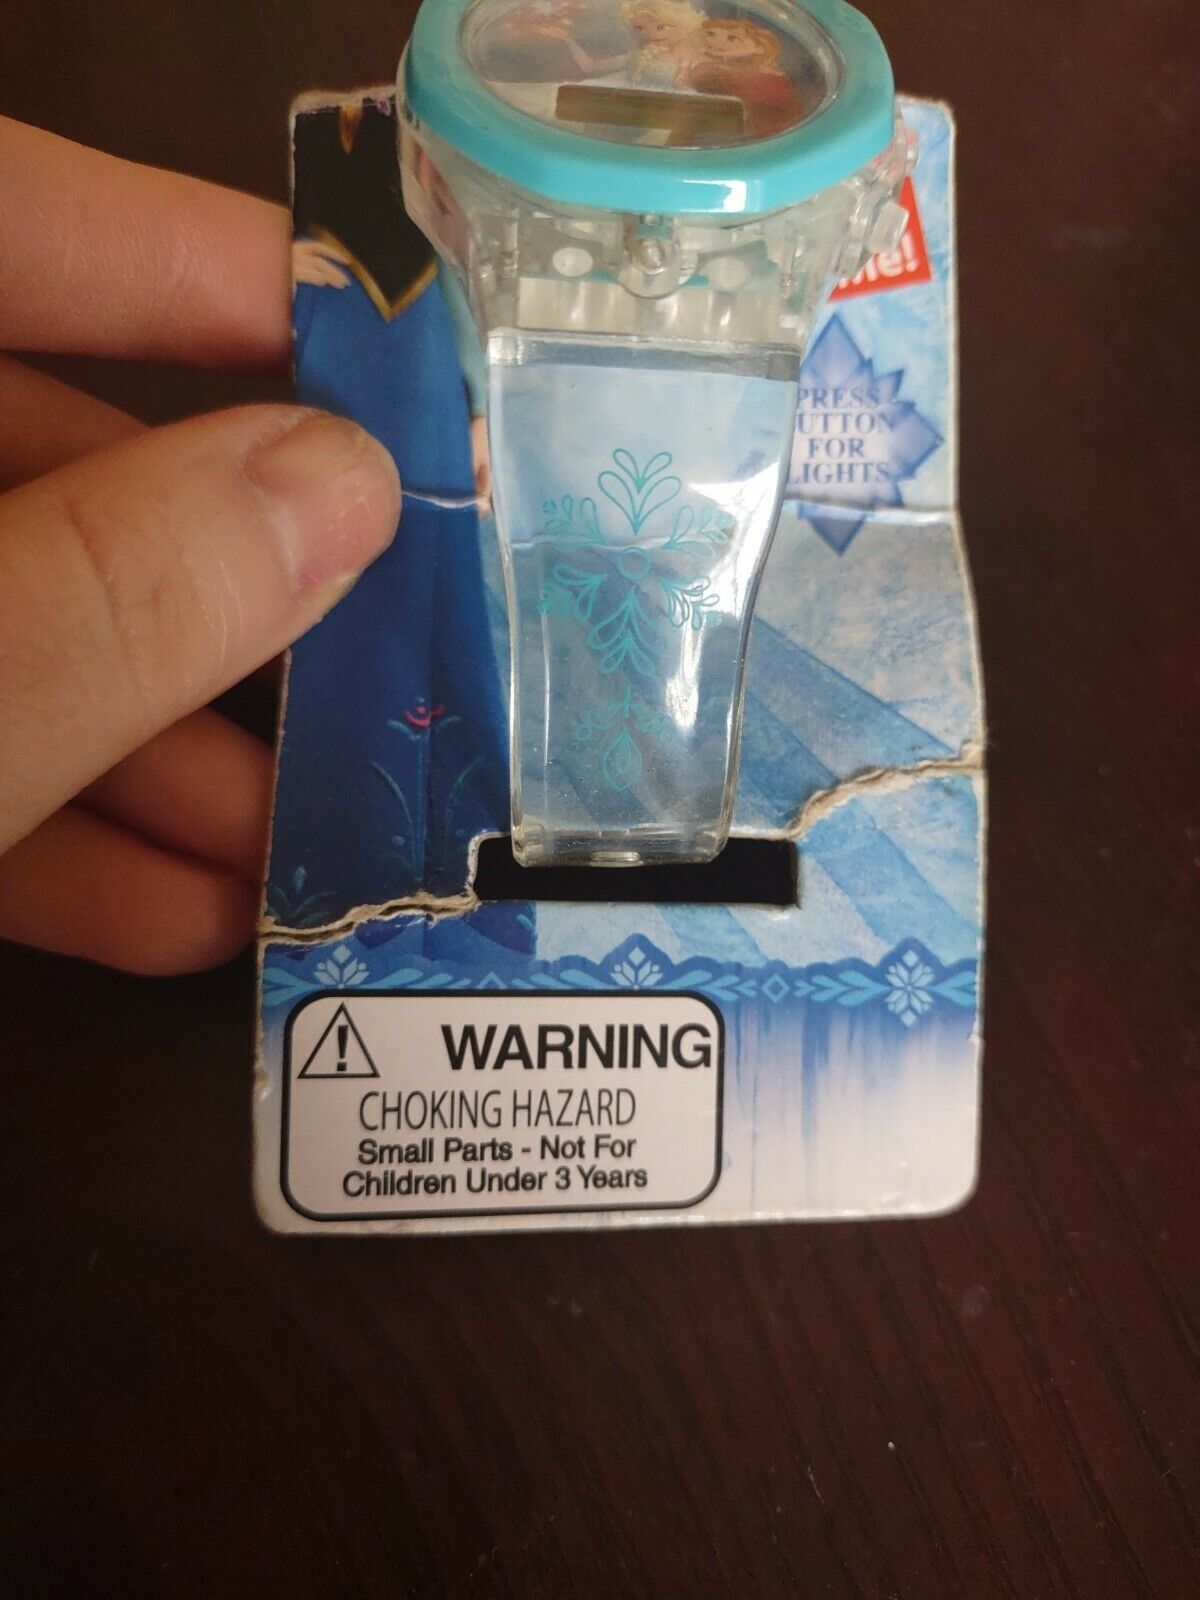 me!
PRESS
UTTON
FOR
LIGHTS
WARNING
CHOKING HAZARD
Small Parts - Not For
Children Under 3 Years